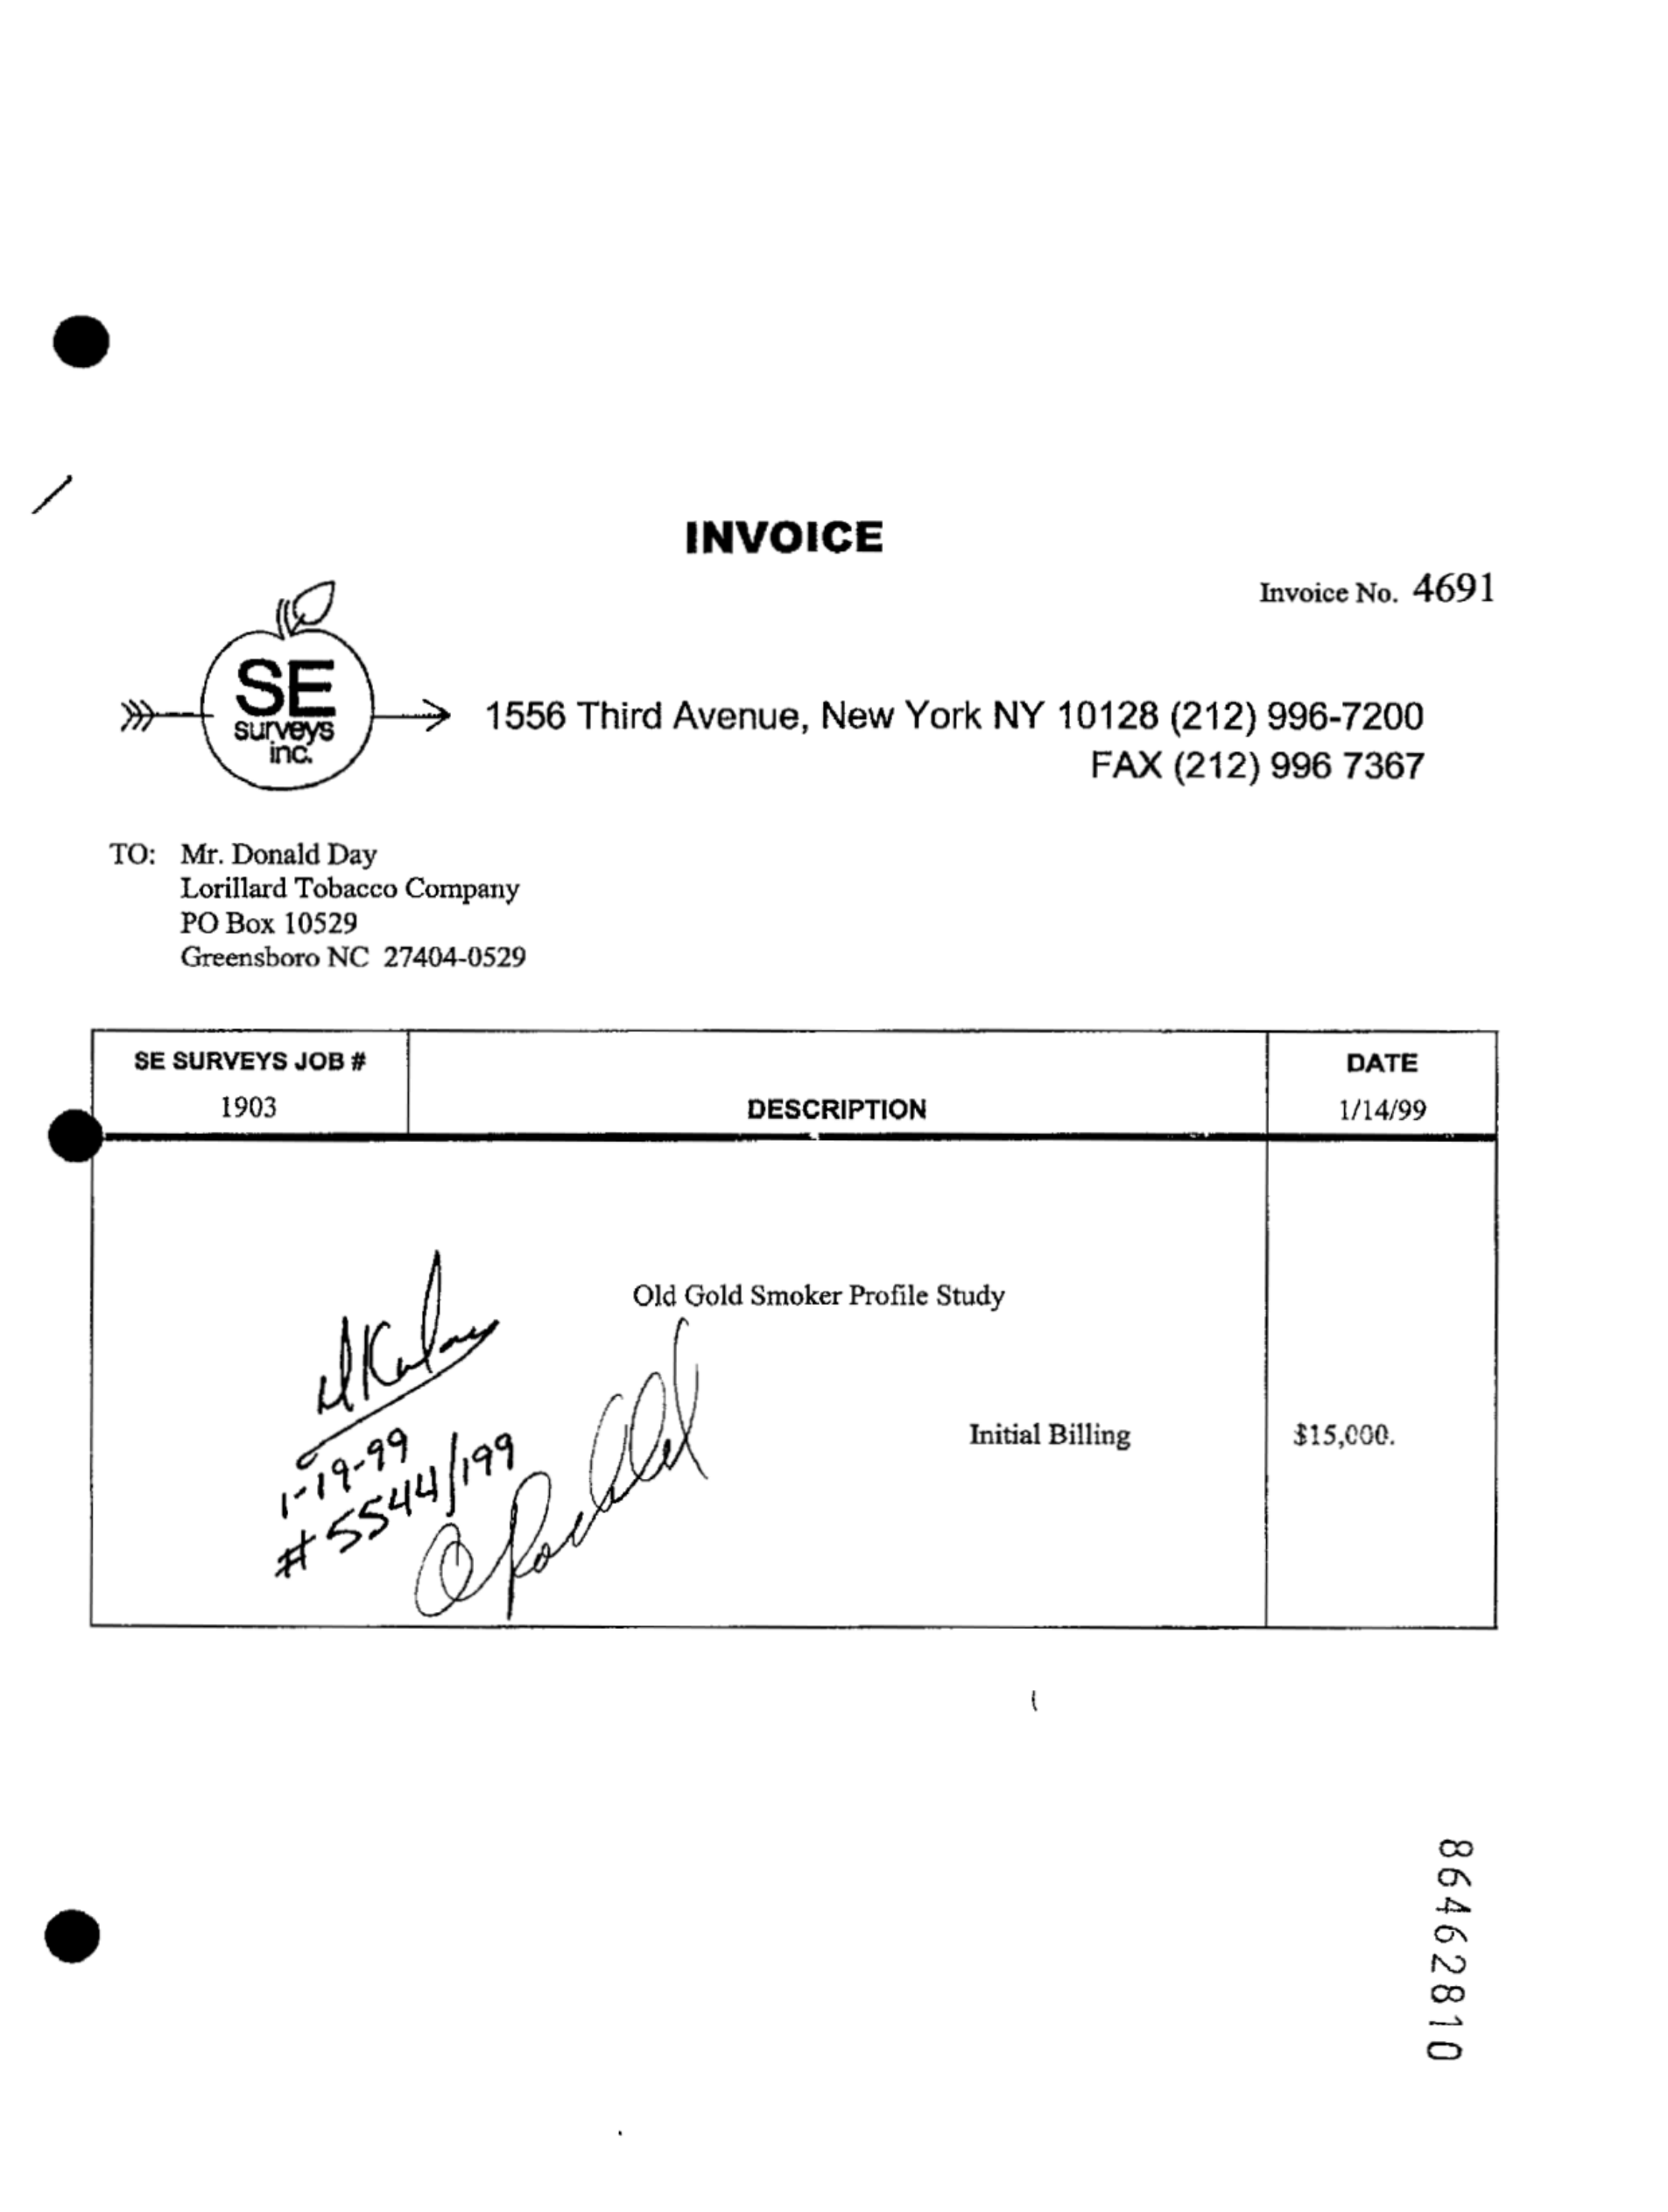 INVOICE
Invoice No. 4691
SE
surveys
inc.
1556 Third Avenue, New York NY 10128 (212) 996-7200
FAX (212) 996 7367
TO: Mr. Donald Day
Lorillard Tobacco Company
PO Box 10529
Greensboro NC 27404-0529
SE SURVEYS JOB #
1903
DESCRIPTION
DATE
1/14/99
Old Gold Smoker Profile Study
Initial Billing $15,000.
1-19-99
#5544/199
86462810